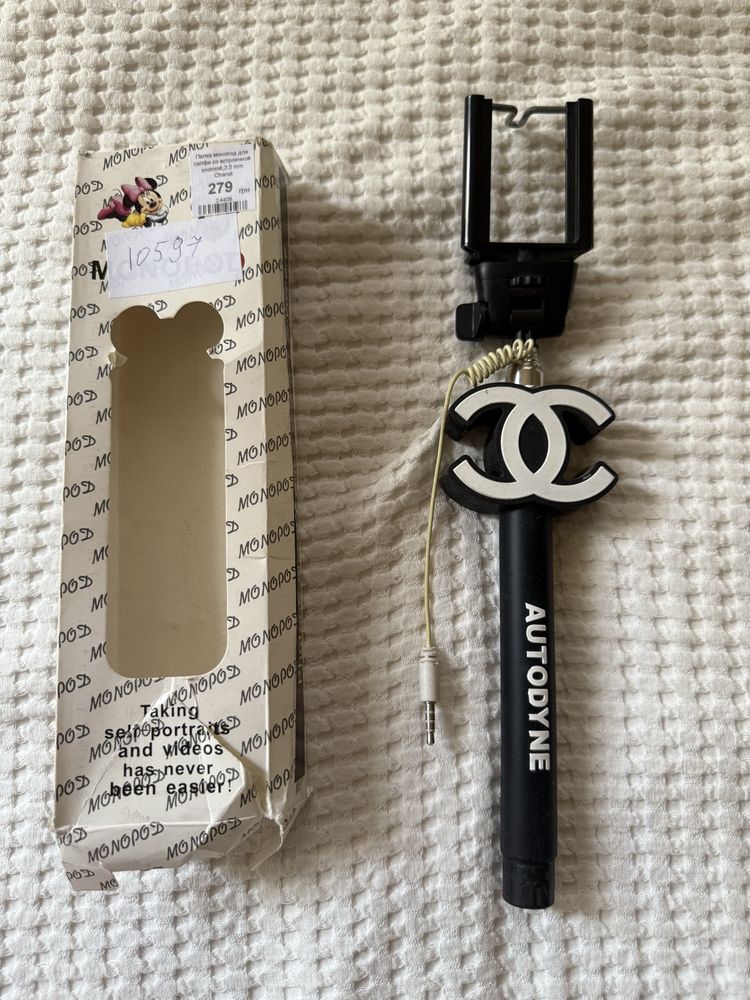 Палка монопод для
селфи со встроенной
кнопкой,3.5 mm
Chanel
279 грн
24406
10597
MONOPOD
Taking
self portraits
and videos
has never
been easier!
AUTODYNE